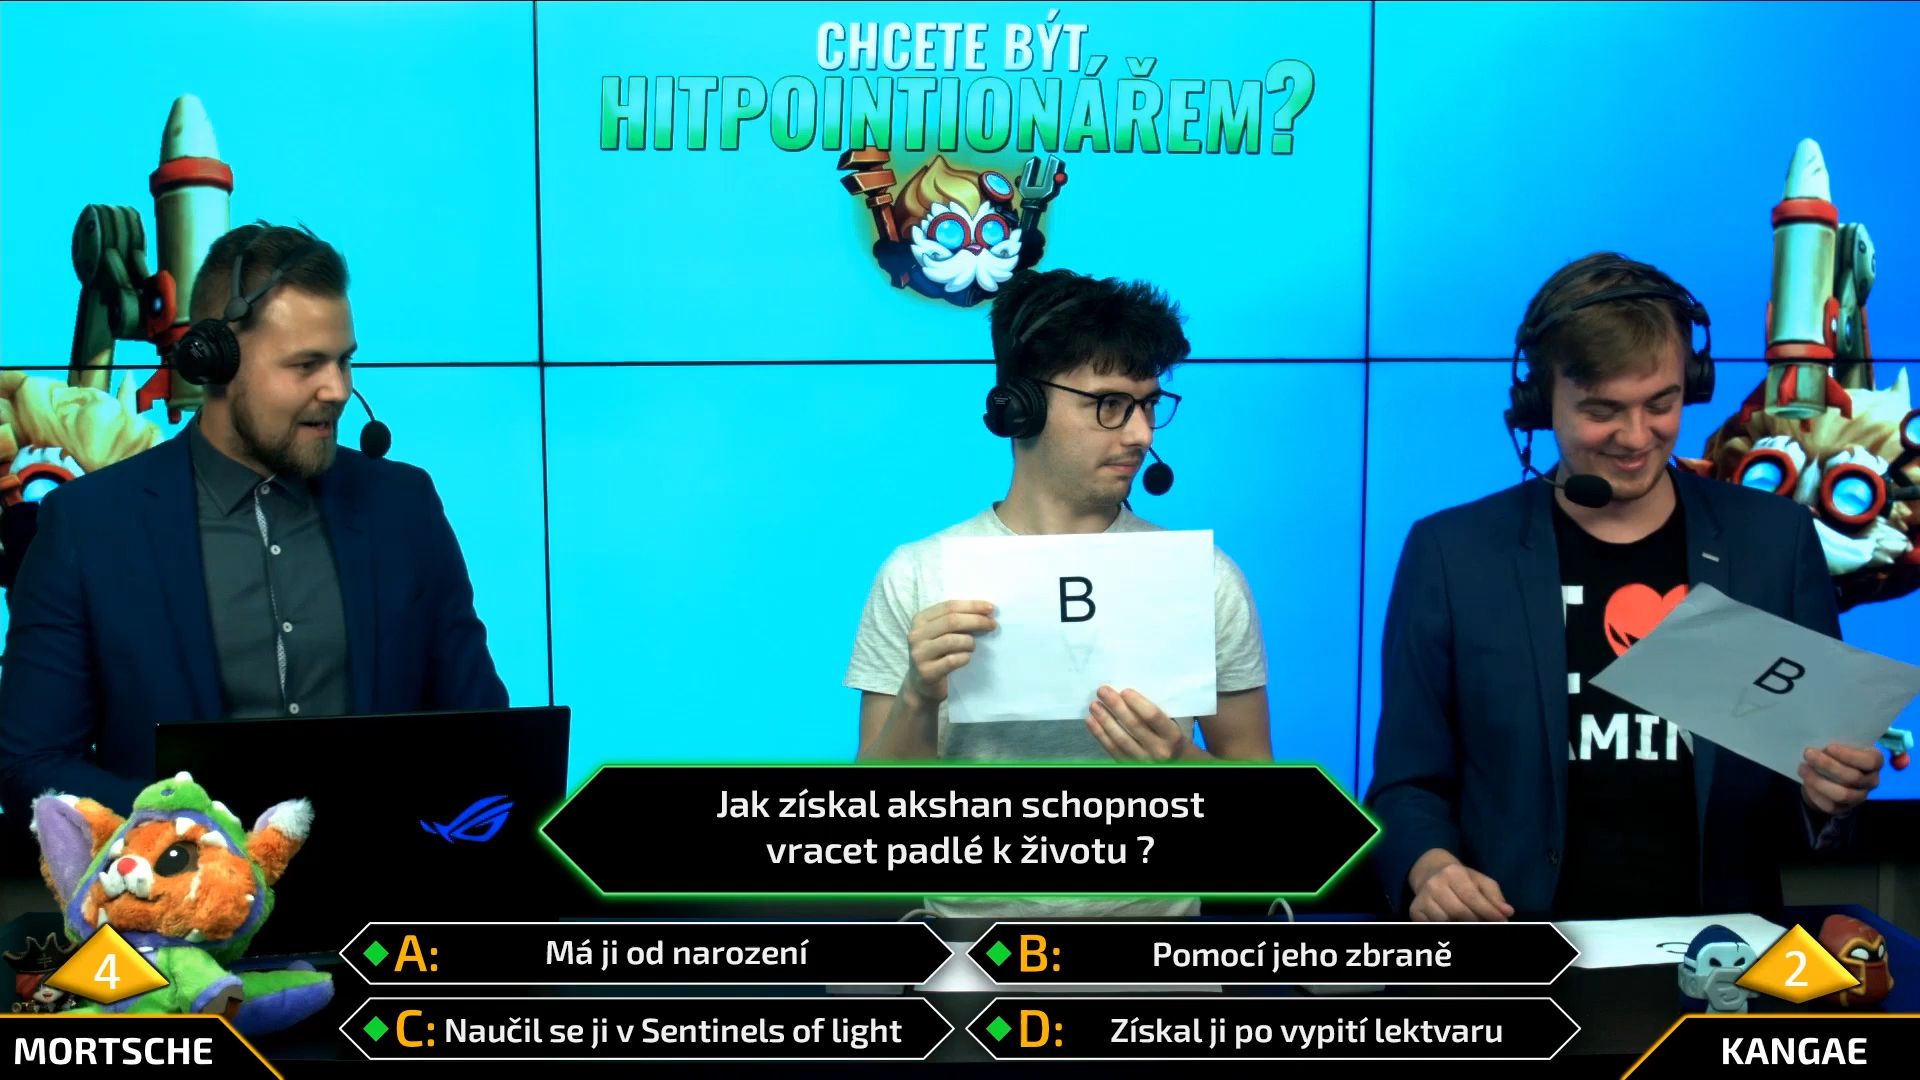 CHCETE BÝT
HITPOINTIONÁŘEM?
B
B
I
AMIN
Jak získal akshan schopnost
vracet padlé k životu ?
A: Má ji od narození
B: Pomocí jeho zbraně
C: Naučil se ji v Sentinels of light
D: Získal ji po vypití lektvaru
4
2
MORTSCHE
KANGAE